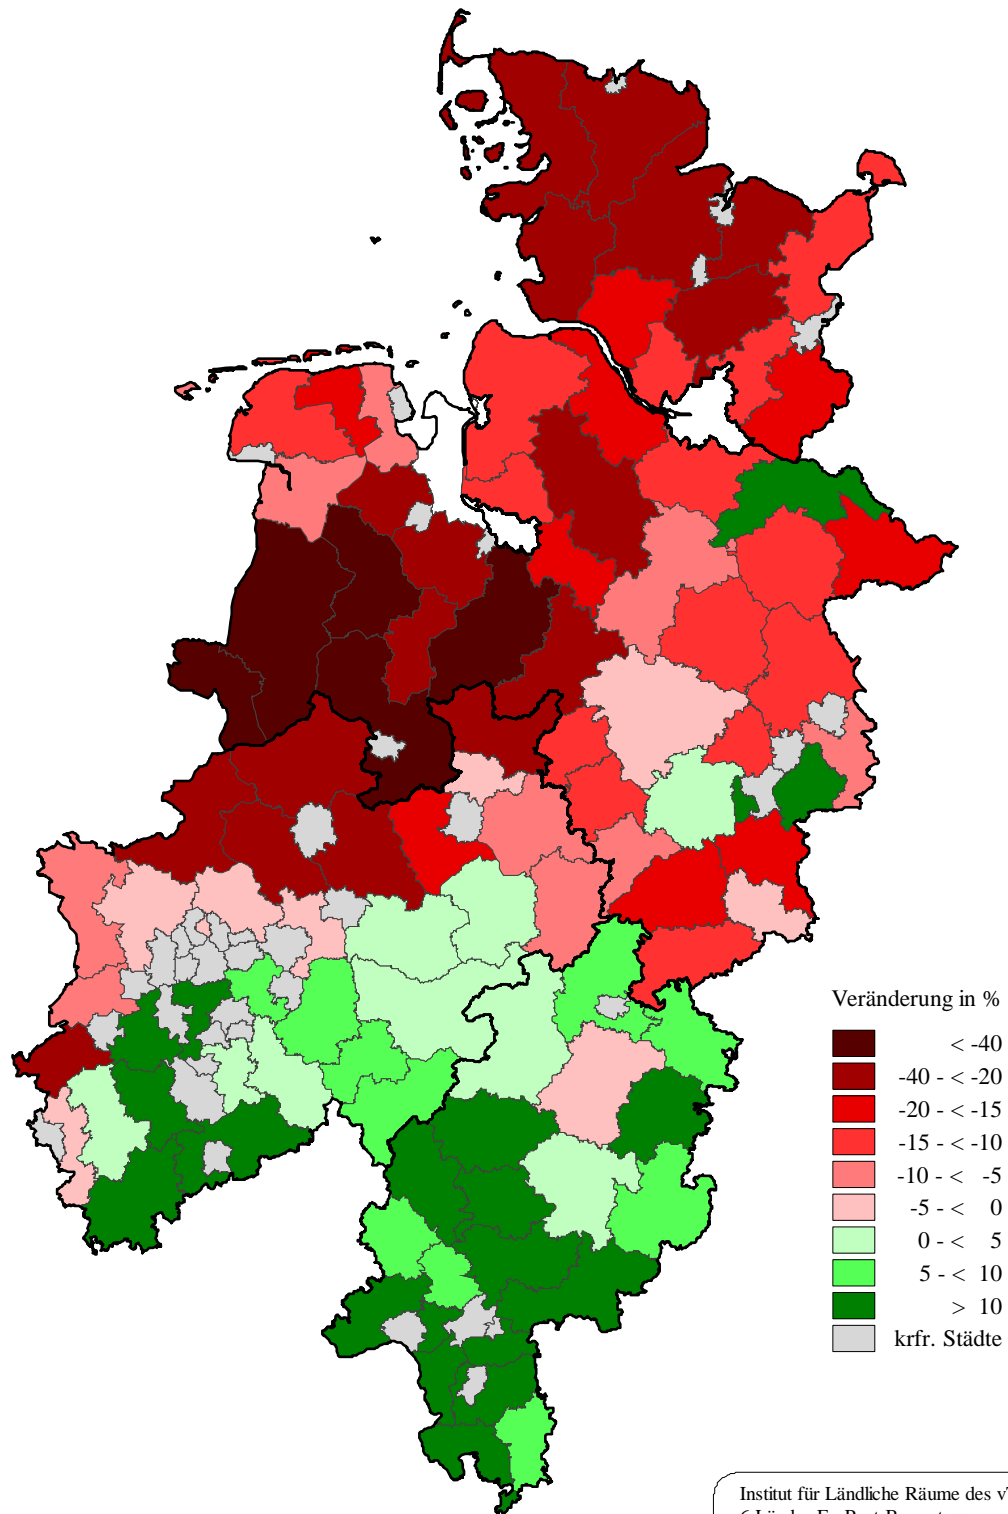 Veränderung in %
< -40
-40 - < -20
-20 - < -15
-15 - < -10
-10 - < -5
-5 - < 0
0 - < 5
5 - < 10
> 10
krfr. Städte
Institut für Ländliche Räume des